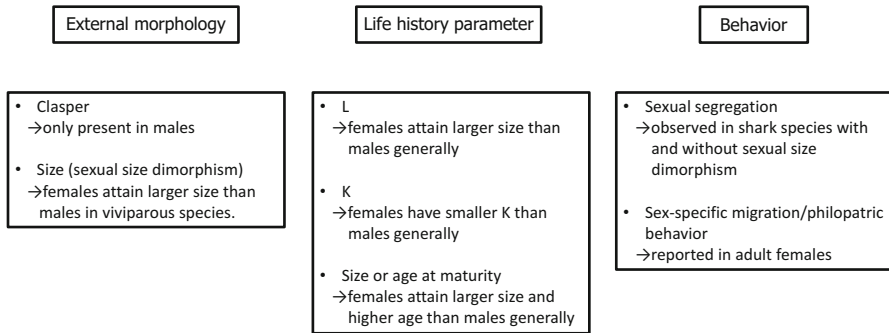 External morphology
• Clasper
→only present in males
• Size (sexual size dimorphism)
→females attain larger size than
males in viviparous species.
Life history parameter
• L
→females attain larger size than
males generally
• K
→females have smaller K than
males generally
• Size or age at maturity
→females attain larger size and
higher age than males generally
Behavior
• Sexual segregation
→observed in shark species with
and without sexual size
dimorphism
• Sex-specific migration/philopatric
behavior
→reported in adult females